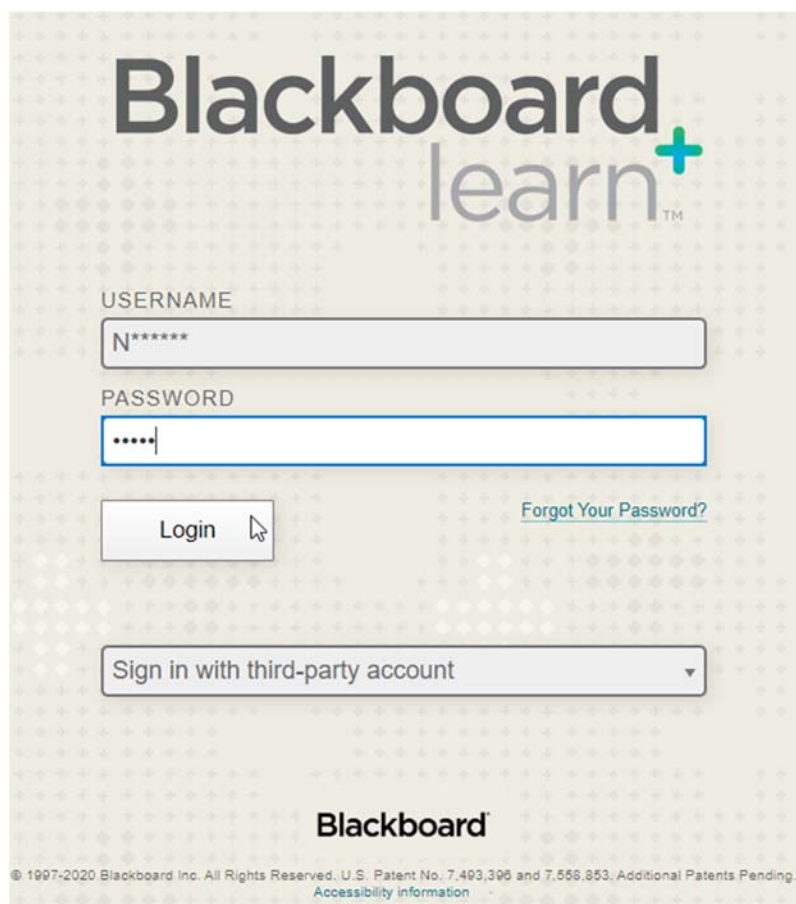 Blackboard
learn+™
USERNAME
N******
PASSWORD
•••••
Login
Forgot Your Password?
Sign in with third-party account
Blackboard
© 1997-2020 Blackboard Inc. All Rights Reserved. U.S. Patent No. 7,493,396 and 7,558,853. Additional Patents Pending.
Accessibility information